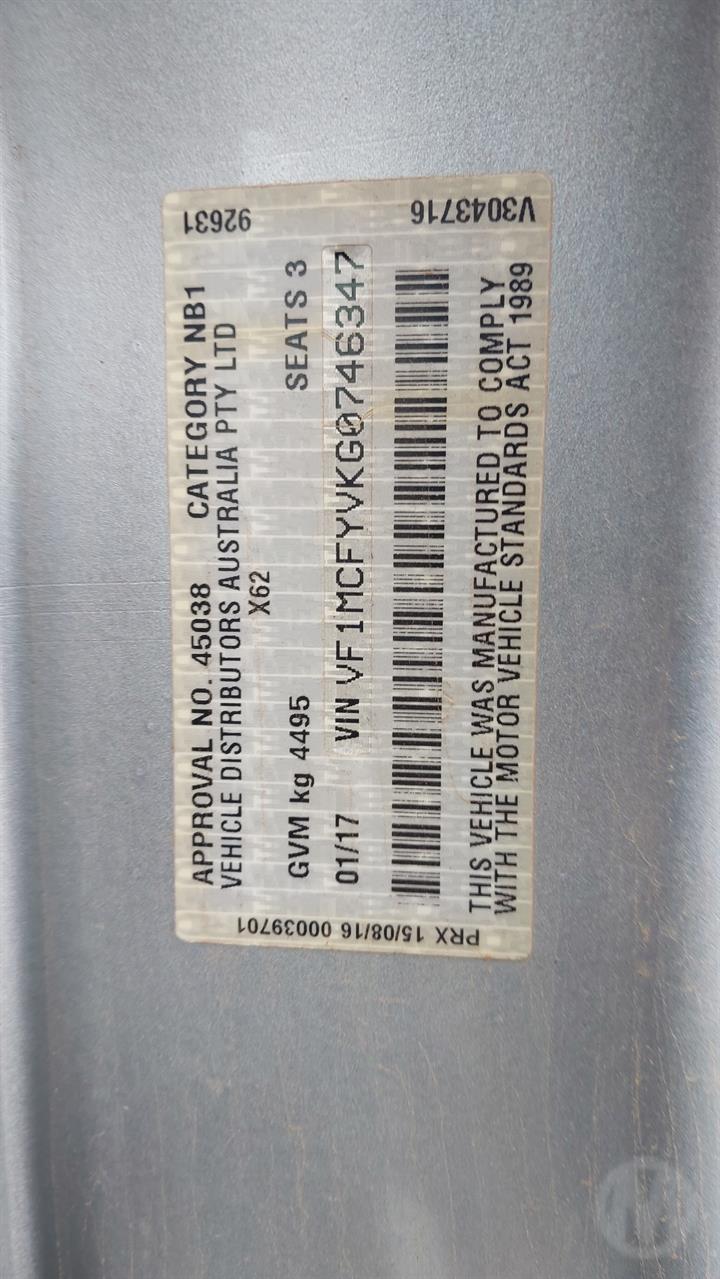 APPROVAL NO. 45038 CATEGORY NB1
VEHICLE DISTRIBUTORS AUSTRALIA PTY LTD
X62
GVM kg 4495 SEATS 3
01/17 VIN VF1MCFYVKG0746347
THIS VEHICLE WAS MANUFACTURED TO COMPLY
WITH THE MOTOR VEHICLE STANDARDS ACT 1989
PRX 15/08/16 00039701
92631
V3043716